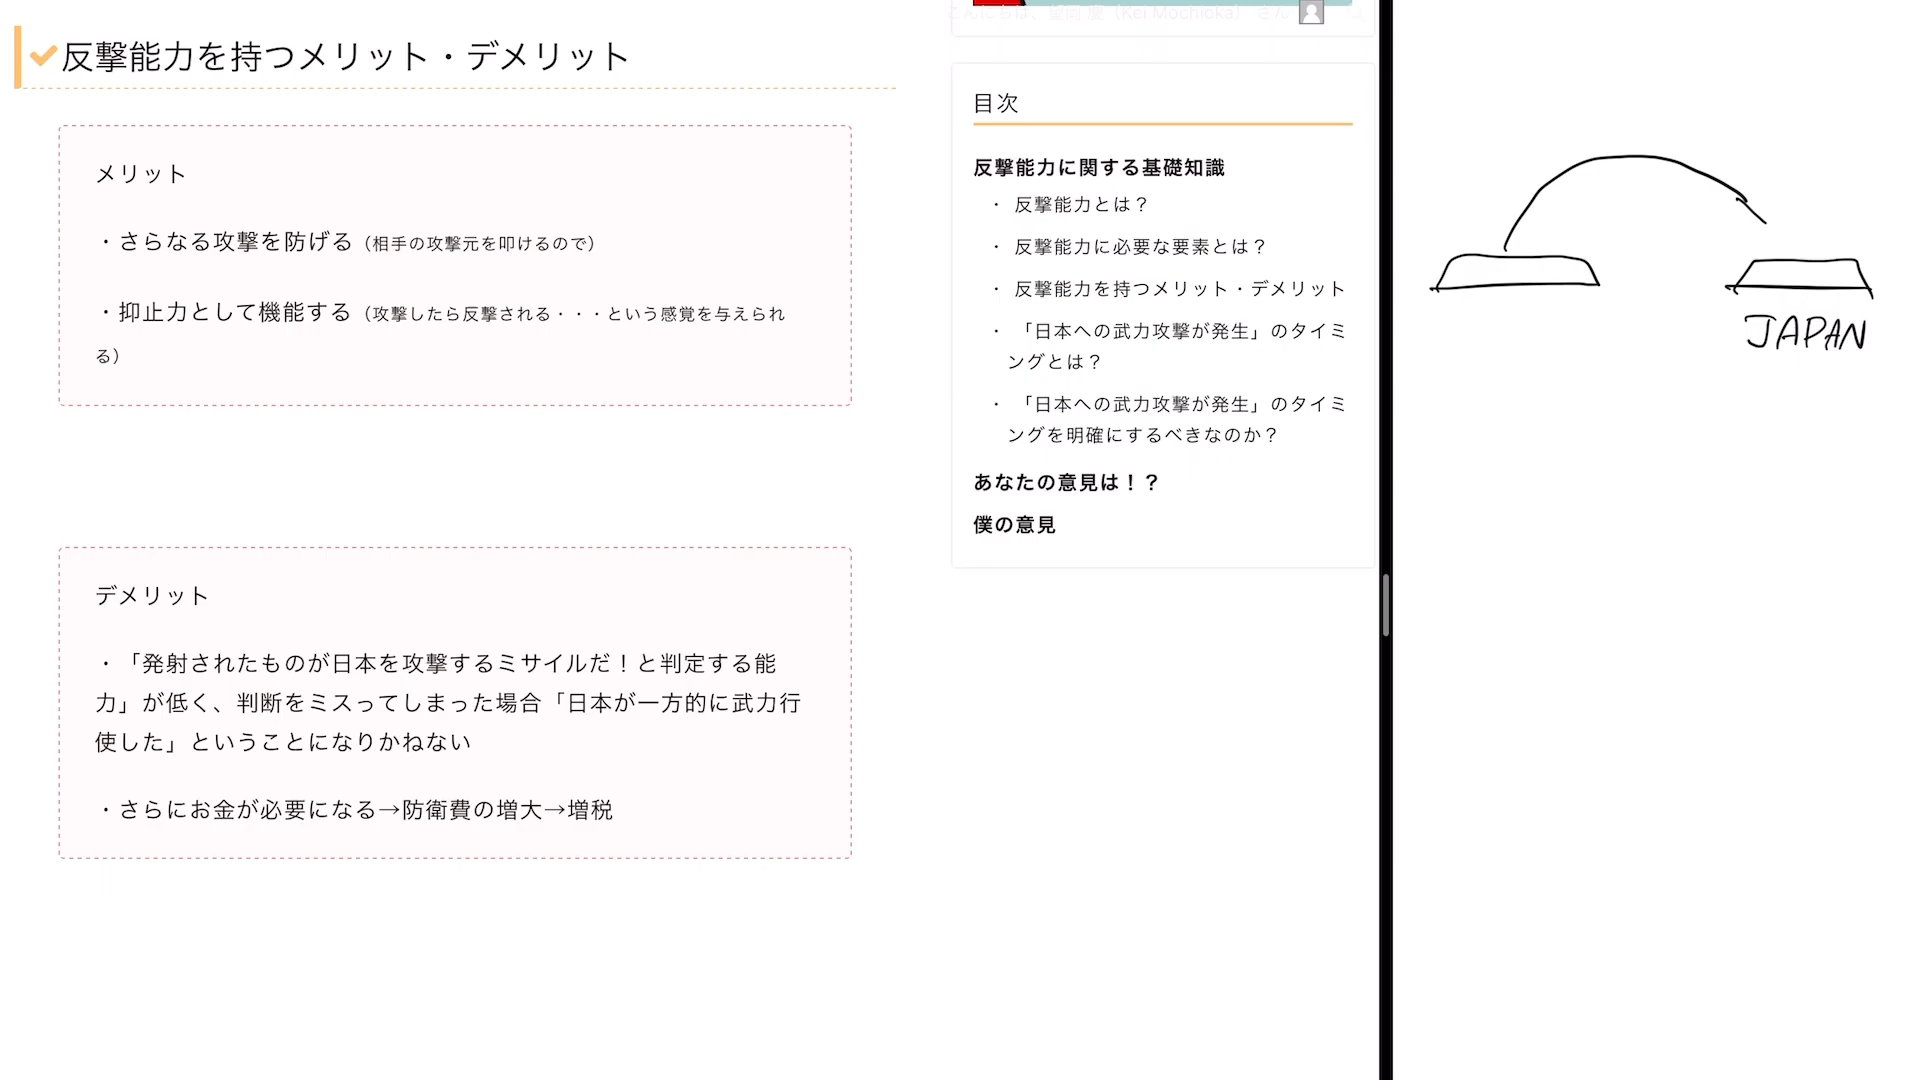 反撃能力を持つメリット・デメリット
メリット
・さらなる攻撃を防げる（相手の攻撃元を叩けるので）
・抑止力として機能する（攻撃したら反撃される・・・という感覚を与えられ
る）
デメリット
・「発射されたものが日本を攻撃するミサイルだ！と判定する能
力」が低く、判断をミスってしまった場合「日本が一方的に武力行
使した」ということになりかねない
・さらにお金が必要になる→防衛費の増大→増税
こんにちは、望岡 慶（Kei Mochioka） さん
目次
反撃能力に関する基礎知識
・ 反撃能力とは？
・ 反撃能力に必要な要素とは？
・ 反撃能力を持つメリット・デメリット
・ 「日本への武力攻撃が発生」のタイミ
ングとは？
・ 「日本への武力攻撃が発生」のタイミ
ングを明確にするべきなのか？
あなたの意見は！？
僕の意見
JAPAN